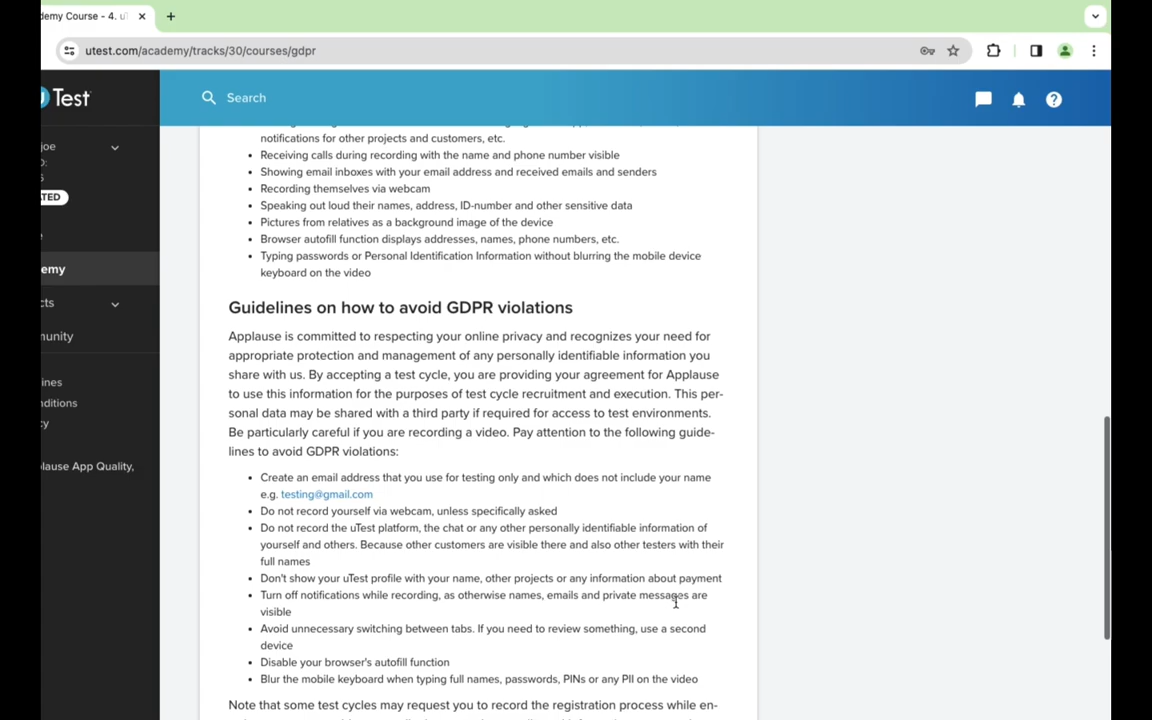 demy Course - 4. u
utest.com/academy/tracks/30/courses/gdpr
Test
Search
joe
D:
TED
demy
cts
munity
ines
nditions
cy
lause App Quality,
notifications for other projects and customers, etc.
• Receiving calls during recording with the name and phone number visible
• Showing email inboxes with your email address and received emails and senders
• Recording themselves via webcam
• Speaking out loud their names, address, ID-number and other sensitive data
• Pictures from relatives as a background image of the device
• Browser autofill function displays addresses, names, phone numbers, etc.
• Typing passwords or Personal Identification Information without blurring the mobile device
keyboard on the video
Guidelines on how to avoid GDPR violations
Applause is committed to respecting your online privacy and recognizes your need for
appropriate protection and management of any personally identifiable information you
share with us. By accepting a test cycle, you are providing your agreement for Applause
to use this information for the purposes of test cycle recruitment and execution. This per-
sonal data may be shared with a third party if required for access to test environments.
Be particularly careful if you are recording a video. Pay attention to the following guide-
lines to avoid GDPR violations:
• Create an email address that you use for testing only and which does not include your name
e.g. testing@gmail.com
• Do not record yourself via webcam, unless specifically asked
• Do not record the uTest platform, the chat or any other personally identifiable information of
yourself and others. Because other customers are visible there and also other testers with their
full names
• Don't show your uTest profile with your name, other projects or any information about payment
• Turn off notifications while recording, as otherwise names, emails and private messages are
visible
• Avoid unnecessary switching between tabs. If you need to review something, use a second
device
• Disable your browser's autofill function
• Blur the mobile keyboard when typing full names, passwords, PINs or any PII on the video
Note that some test cycles may request you to record the registration process while en-